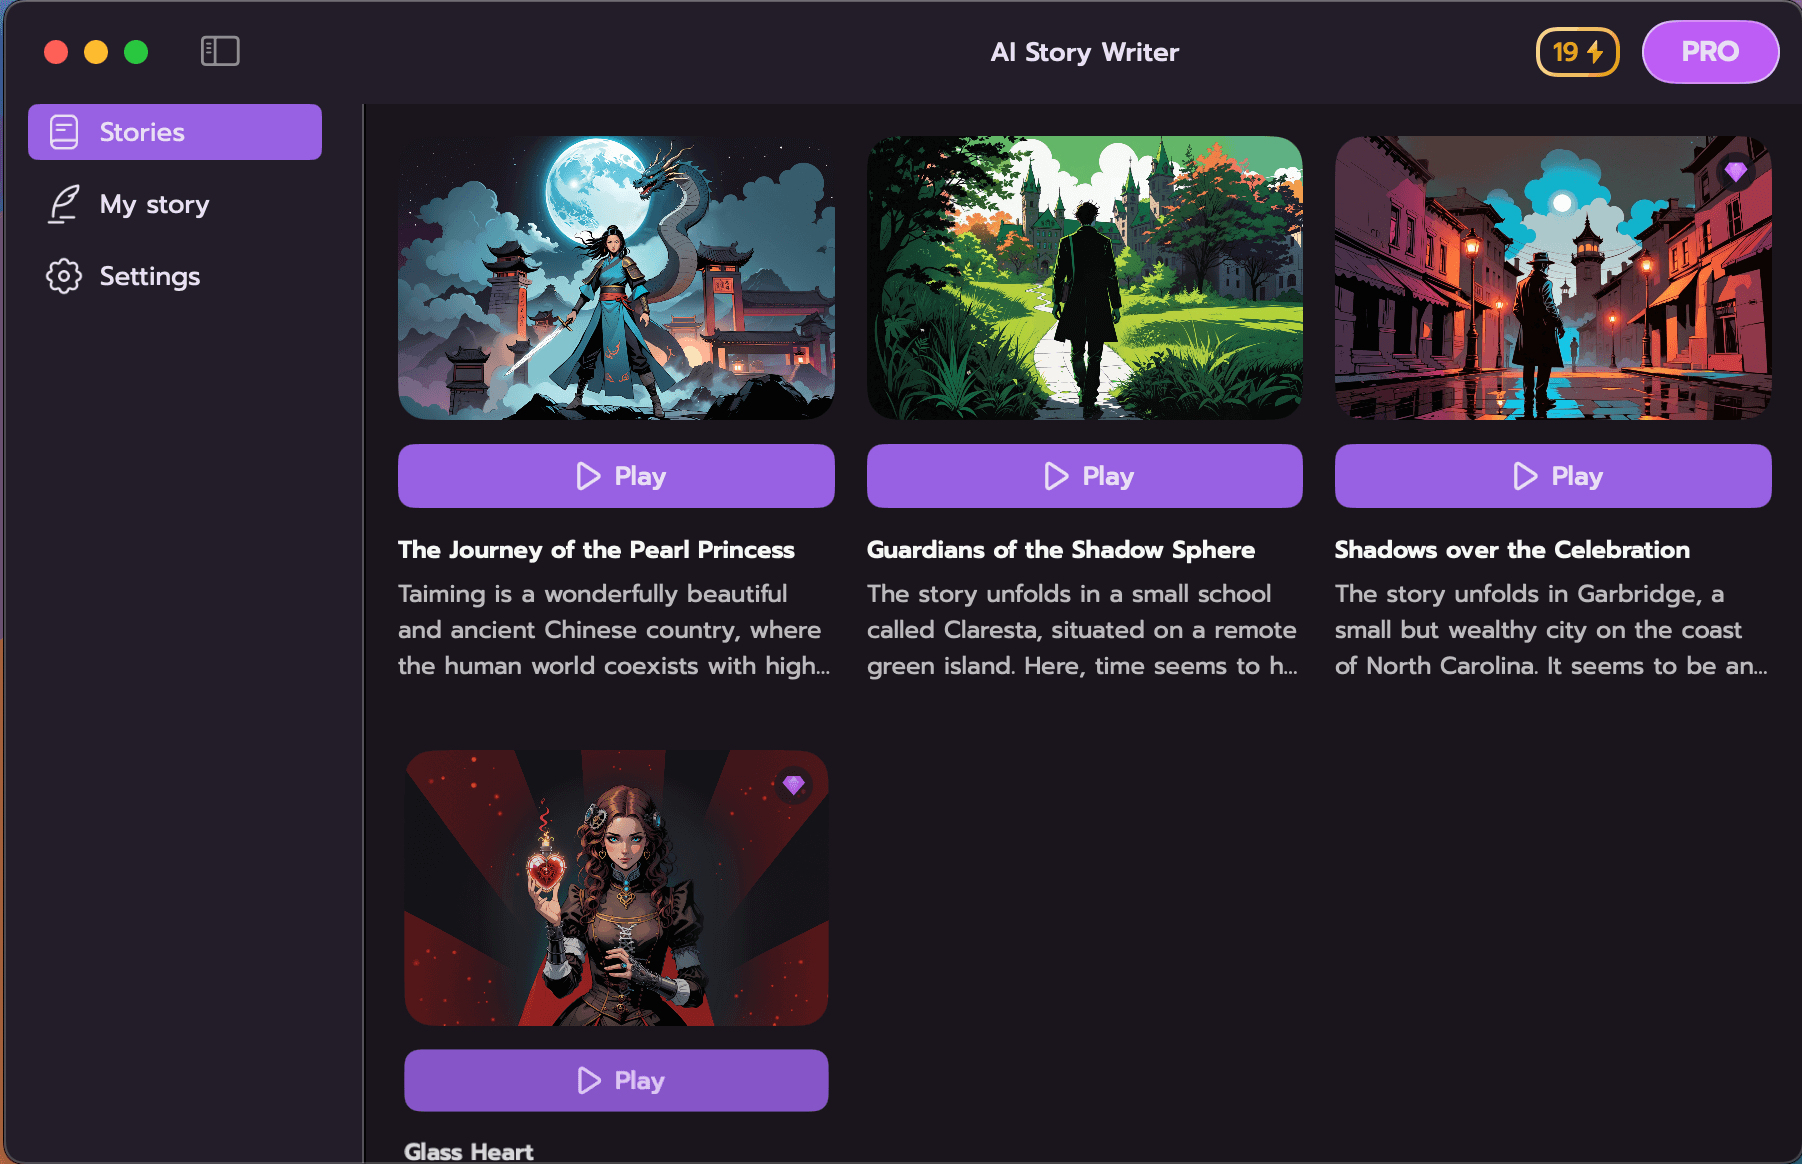 AI Story Writer
19
PRO
Stories
My story
Settings
Play
Play
Play
The Journey of the Pearl Princess
Taiming is a wonderfully beautiful
and ancient Chinese country, where
the human world coexists with high...
Guardians of the Shadow Sphere
The story unfolds in a small school
called Claresta, situated on a remote
green island. Here, time seems to h...
Shadows over the Celebration
The story unfolds in Garbridge, a
small but wealthy city on the coast
of North Carolina. It seems to be an...
Play
Glass Heart